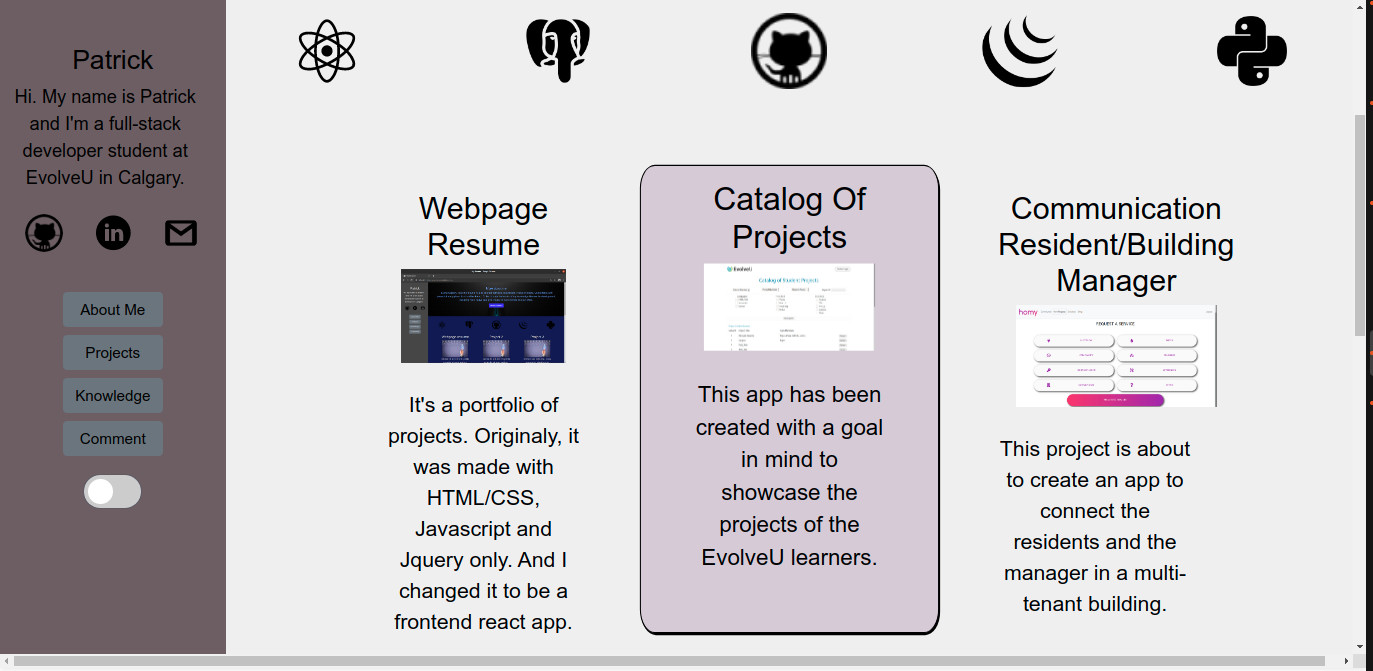 Patrick
Hi. My name is Patrick
and I'm a full-stack
developer student at
EvolveU in Calgary.
in
About Me
Projects
Knowledge
Comment
Webpage
Resume
It's a portfolio of
projects. Originaly, it
was made with
HTML/CSS,
Javascript and
Jquery only. And I
changed it to be a
frontend react app.
Catalog Of
Projects
EvolveU
Catalog of Student Projects
This app has been
created with a goal
in mind to
showcase the
projects of the
EvolveU learners.
Communication
Resident/Building
Manager
homy
REQUEST A SERVICE
This project is about
to create an app to
connect the
residents and the
manager in a multi-
tenant building.